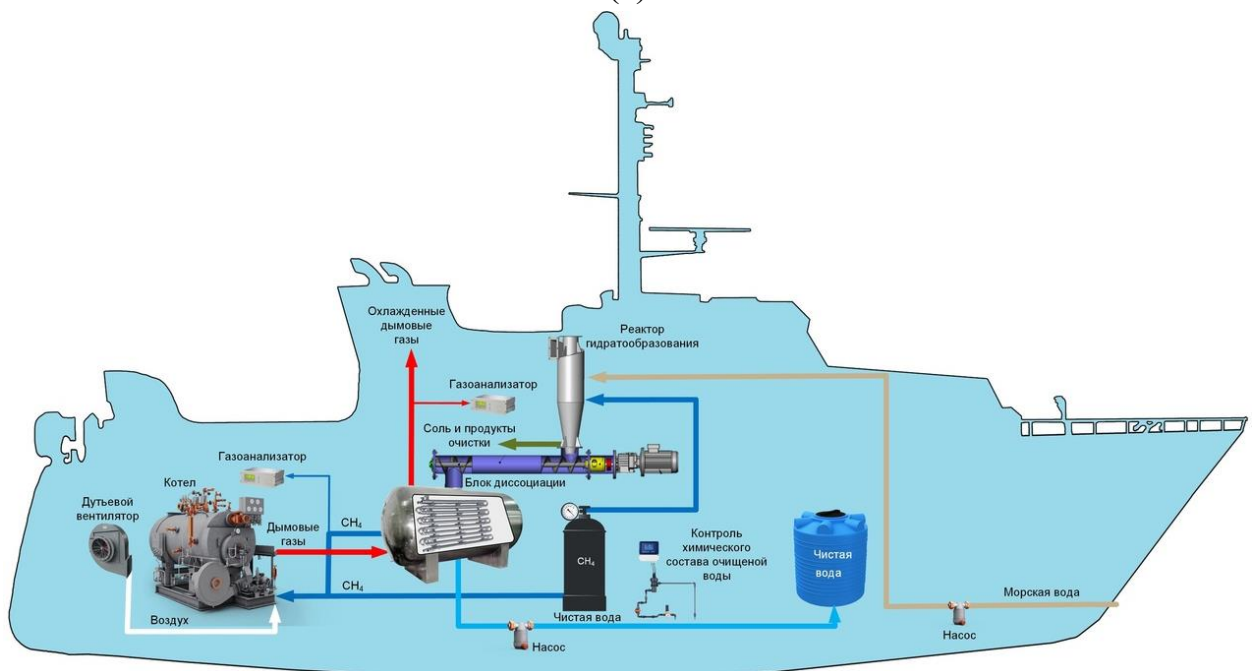 Охлажденные
дымовые
газы
Реактор
гидратообразования
Газоанализатор
Соль и продукты
очистки
Газоанализатор
Блок диссоциации
Котел
Дутьевой
вентилятор
Дымовые
газы
CH₄
CH₄
CH₄
Контроль
химического
состава очищеной
воды
Чистая
вода
Воздух
Чистая вода
Насос
Морская вода
Насос